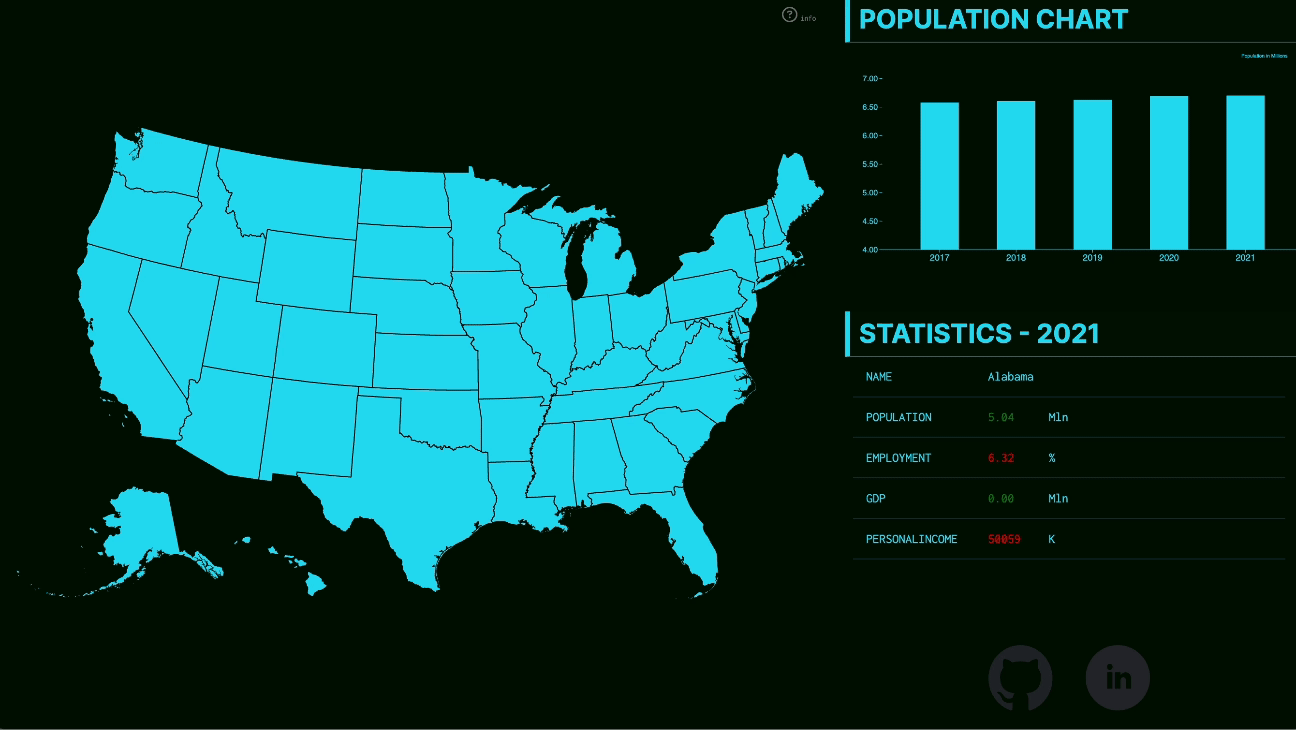 ? info
POPULATION CHART
Population in Millions
7.00
6.50
6.00
5.50
5.00
4.50
4.00
2017 2018 2019 2020 2021
STATISTICS - 2021
NAME Alabama
POPULATION 5.04 Mln
EMPLOYMENT 6.32 %
GDP 0.00 Mln
PERSONALINCOME 50059 K
in